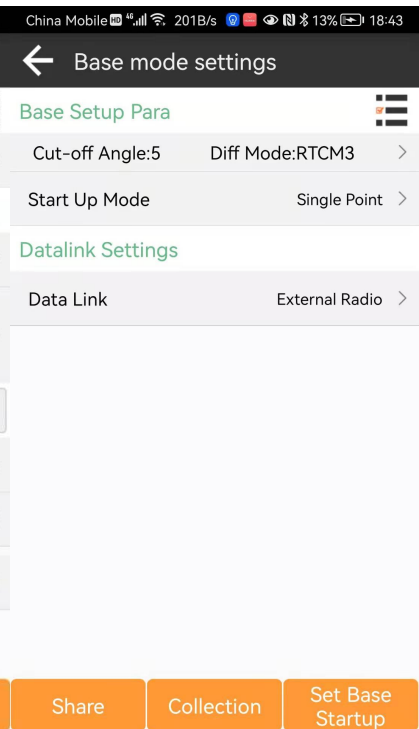 China Mobile HD 4G 201B/s 13% 18:43
Base mode settings
Base Setup Para
Cut-off Angle:5 Diff Mode:RTCM3
Start Up Mode Single Point
Datalink Settings
Data Link External Radio
Share Collection Set Base
Startup